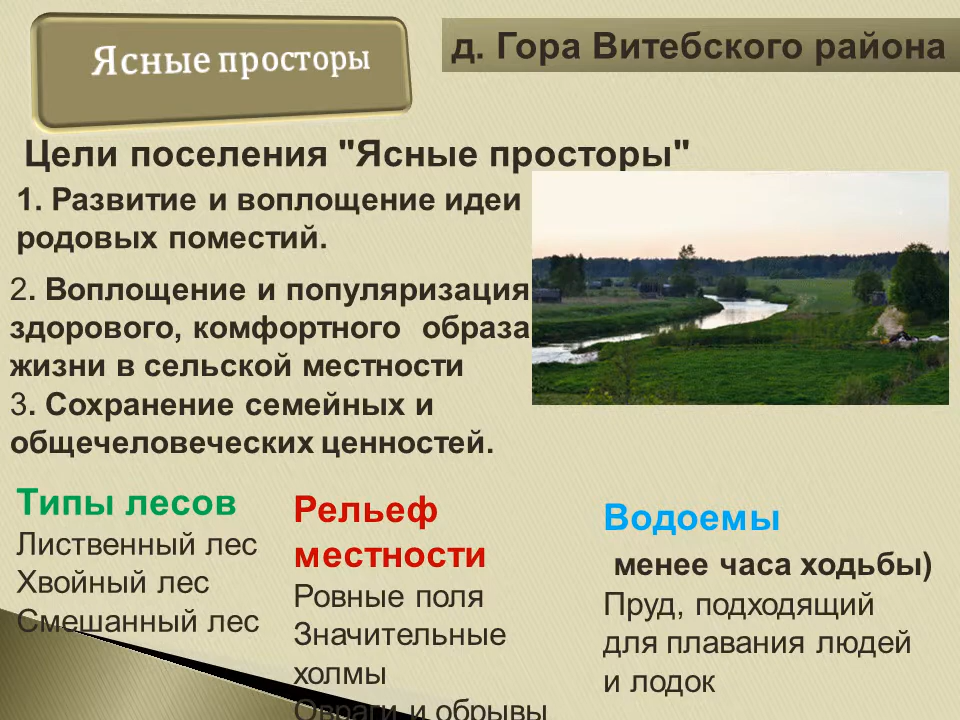 Ясные просторы
д. Гора Витебского района
Цели поселения "Ясные просторы"
1. Развитие и воплощение идеи
родовых поместий.
2. Воплощение и популяризация
здорового, комфортного образа
жизни в сельской местности
3. Сохранение семейных и
общечеловеческих ценностей.
Типы лесов
Лиственный лес
Хвойный лес
Смешанный лес
Рельеф
местности
Ровные поля
Значительные
холмы
Овраги и обрывы
Водоемы
менее часа ходьбы)
Пруд, подходящий
для плавания людей
и лодок